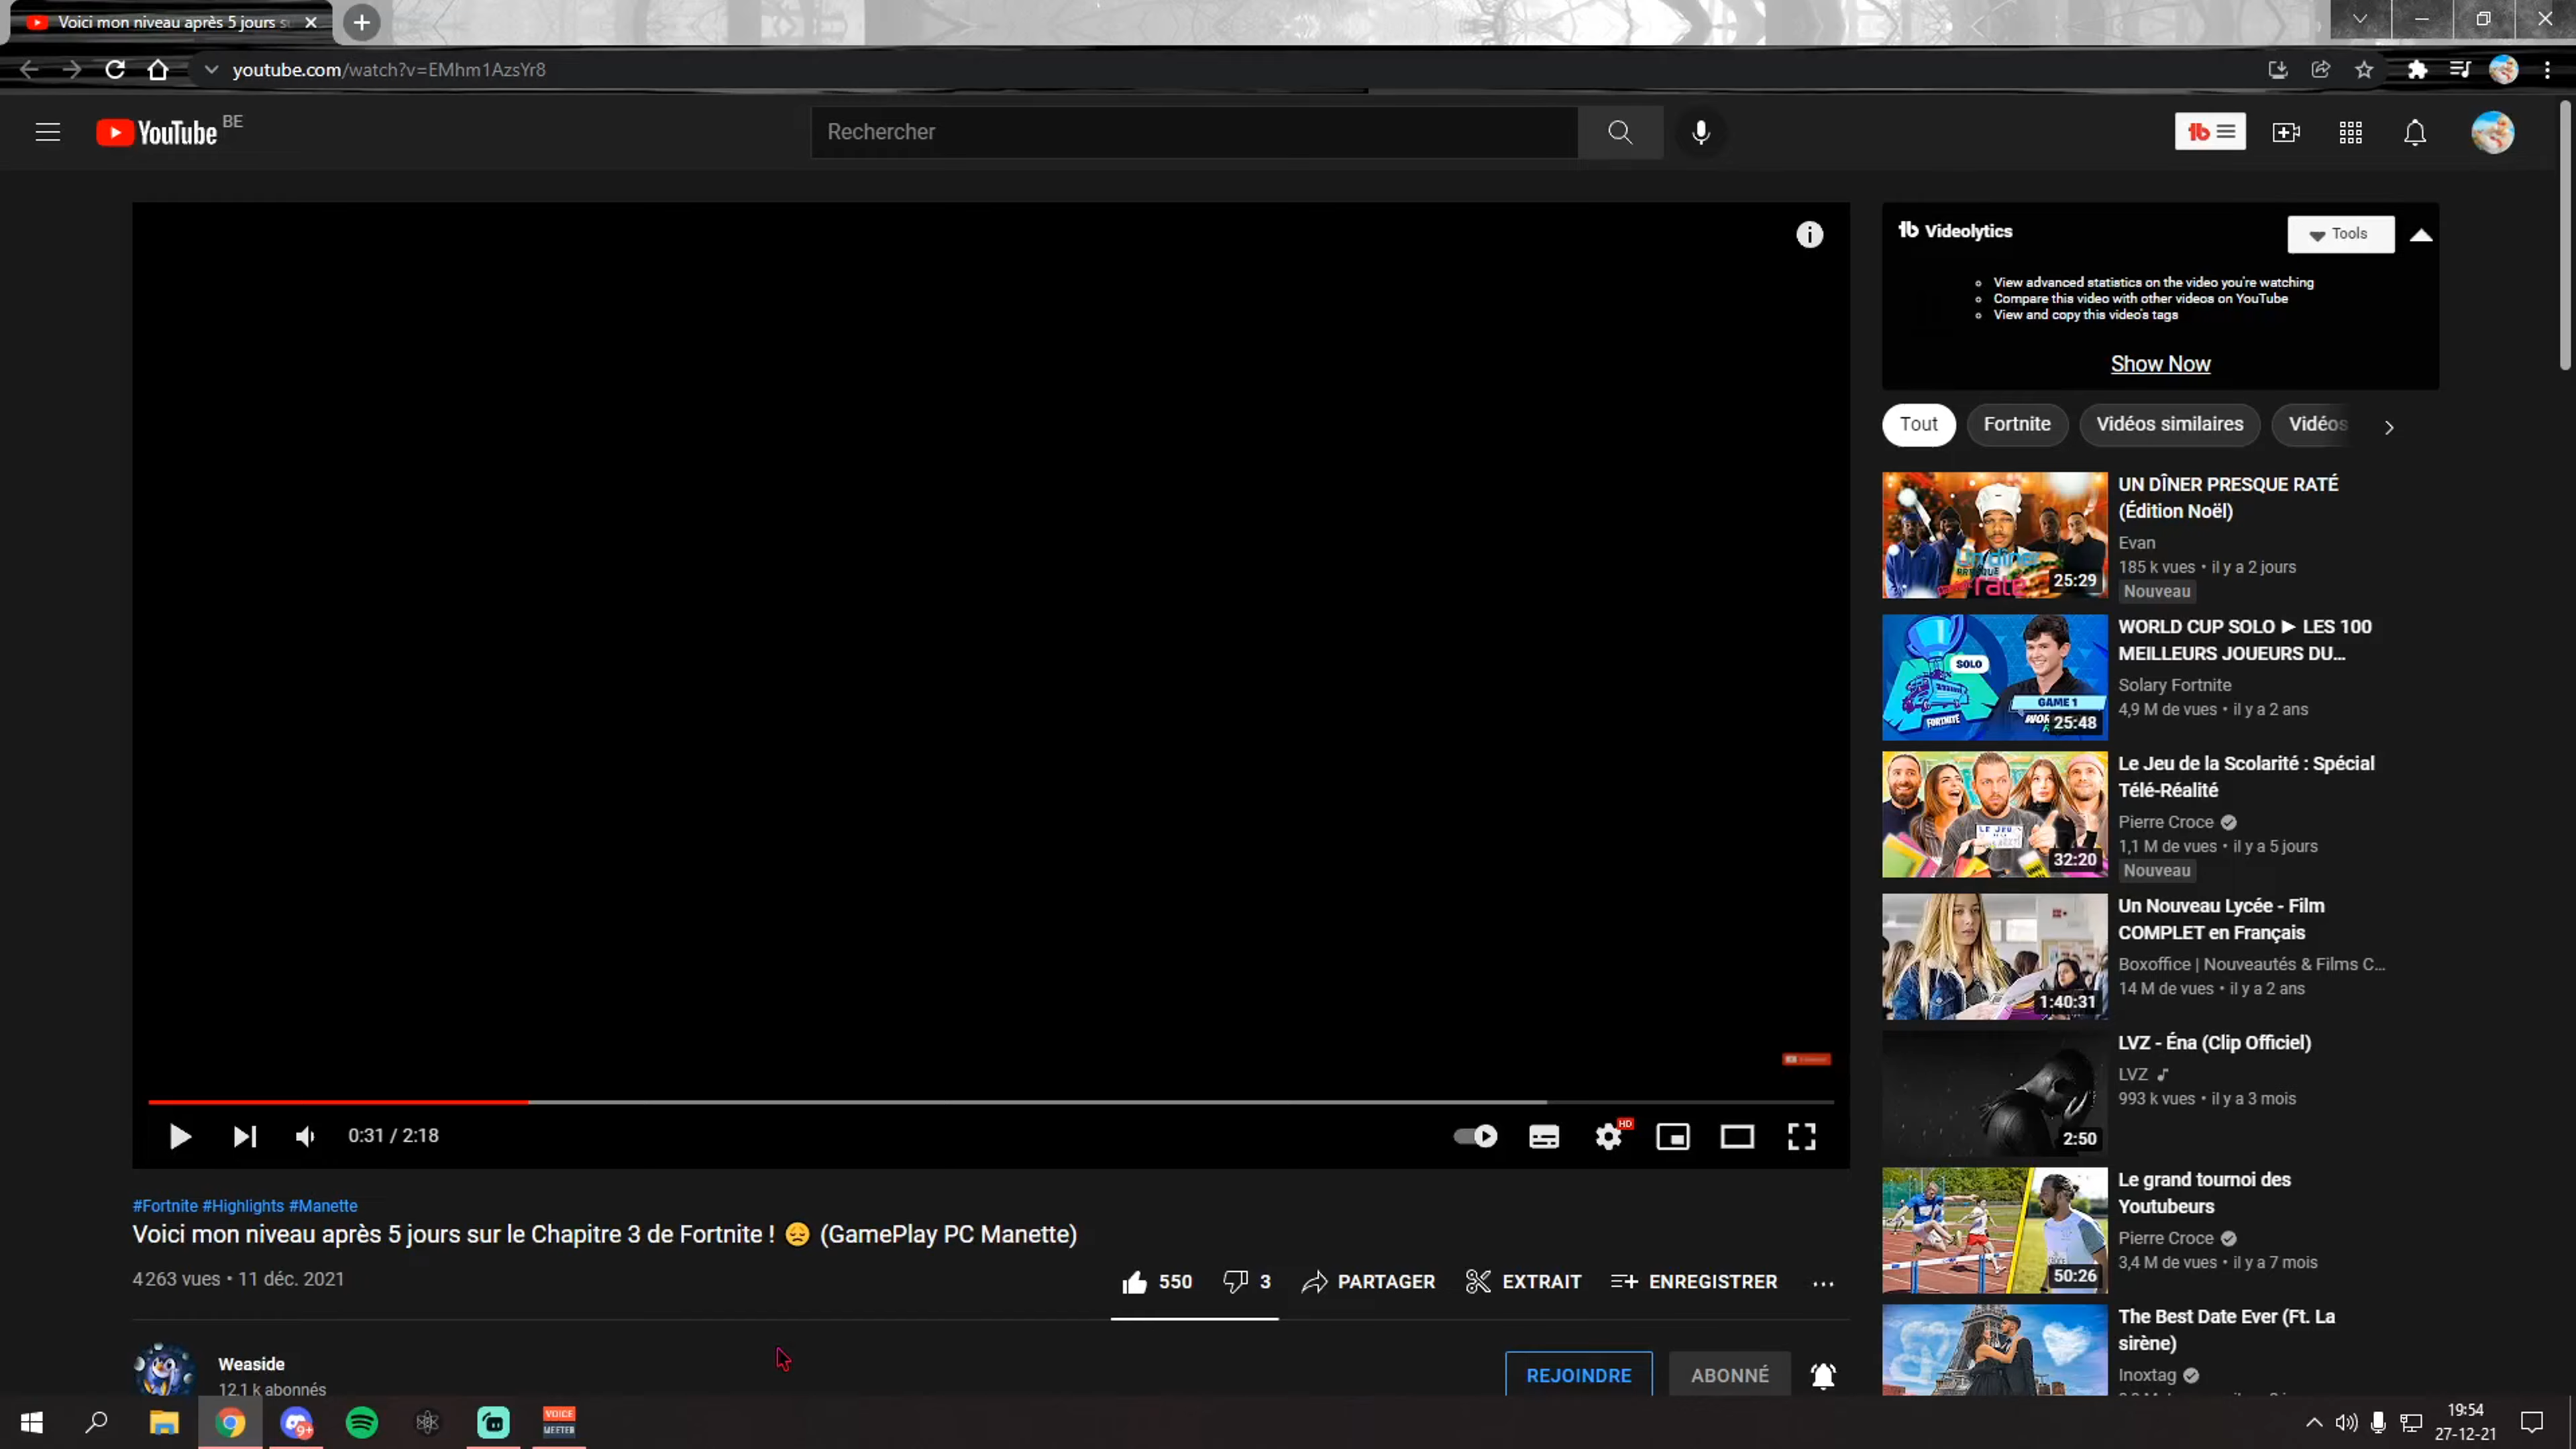 Voici mon niveau après 5 jours su
youtube.com/watch?v=EMhm1AzsYr8
YouTube BE
Rechercher
Videolytics
Tools
View advanced statistics on the video you're watching
Compare this video with other videos on YouTube
View and copy this video's tags
Show Now
Tout
Fortnite
Vidéos similaires
Vidéos
UN DÎNER PRESQUE RATÉ
(Édition Noël)
Evan
185 k vues • il y a 2 jours
Nouveau
25:29
WORLD CUP SOLO ► LES 100
MEILLEURS JOUEURS DU...
Solary Fortnite
4,9 M de vues • il y a 2 ans
SOLO
GAME 1
FORTNITE
25:48
Le Jeu de la Scolarité : Spécial
Télé-Réalité
Pierre Croce
1,1 M de vues • il y a 5 jours
Nouveau
32:20
Un Nouveau Lycée - Film
COMPLET en Français
Boxoffice | Nouveautés & Films C...
14 M de vues • il y a 2 ans
1:40:31
LVZ - Éna (Clip Officiel)
LVZ
993 k vues • il y a 3 mois
2:50
Le grand tournoi des
Youtubeurs
Pierre Croce
3,4 M de vues • il y a 7 mois
50:26
The Best Date Ever (Ft. La
sirène)
Inoxtag
0:31 / 2:18
HD
#Fortnite #Highlights #Manette
Voici mon niveau après 5 jours sur le Chapitre 3 de Fortnite ! 😔 (GamePlay PC Manette)
4 263 vues • 11 déc. 2021
550
3
PARTAGER
EXTRAIT
ENREGISTRER
Weaside
12,1 k abonnés
REJOINDRE
ABONNÉ
9+
VOICE
MEETER
19:54
27-12-21